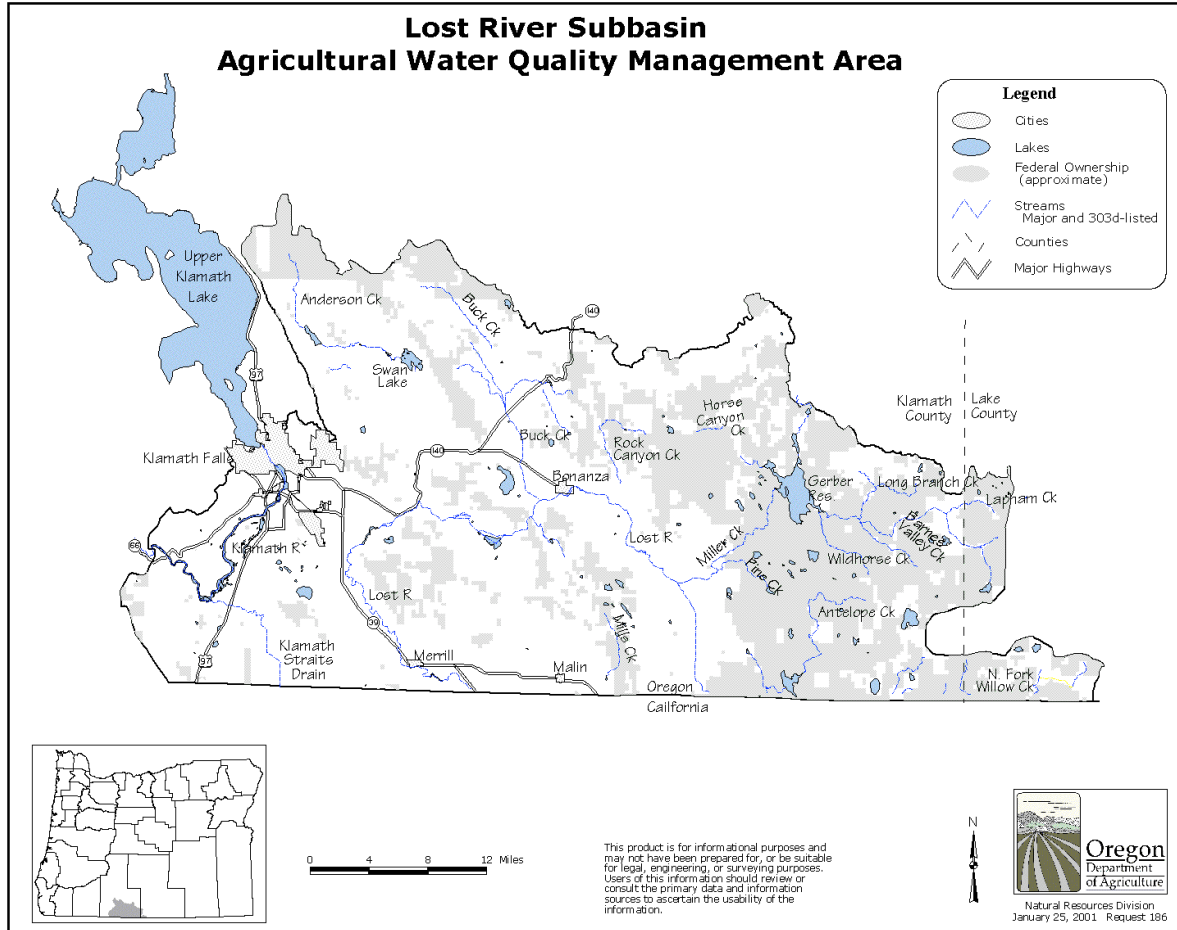 Lost River Subbasin
Agricultural Water Quality Management Area
Legend
Cities
Lakes
Federal Ownership
(approximate)
Streams
Major and 303d-listed
Counties
Major Highways
Upper
Klamath
Lake
Anderson Ck
Buck Ck
140
Swan
Lake
97
Klamath
County
Lake
County
Horse
Canyon
Ck
Buck Ck
Rock
Canyon Ck
140
Klamath Falls
Bonanza
Gerber
Res.
Long Branch Ck
Lapham Ck
Barnes
Valley Ck
Klamath R
Lost R
Miller Ck
Wildhorse Ck
66
Pine Ck
Lost R
Antelope Ck
39
Mills Ck
Klamath
Straits
Drain
97
Merrill
Malin
N. Fork
Willow Ck
Oregon
Cailfornia
0 4 8 12 Miles
This product is for informational purposes and
may not have been prepared for, or be suitable
for legal, engineering, or surveying purposes.
Users of this information should review or
consult the primary data and information
sources to ascertain the usability of the
information.
N
Oregon
Department
of Agriculture
Natural Resources Division
January 25, 2001 Request 186